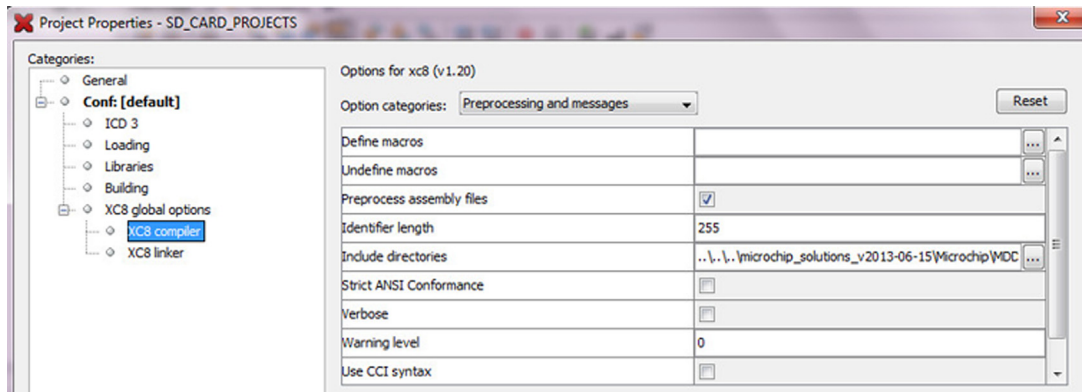 Project Properties - SD_CARD_PROJECTS
Categories:
General
Conf: [default]
ICD 3
Loading
Libraries
Building
XC8 global options
XC8 compiler
XC8 linker
Options for xc8 (v1.20)
Option categories: Preprocessing and messages
Reset
Define macros ...
Undefine macros ...
Preprocess assembly files
Identifier length 255
Include directories ..\..\..\microchip_solutions_v2013-06-15\Microchip\MDD ...
Strict ANSI Conformance
Verbose
Warning level 0
Use CCI syntax